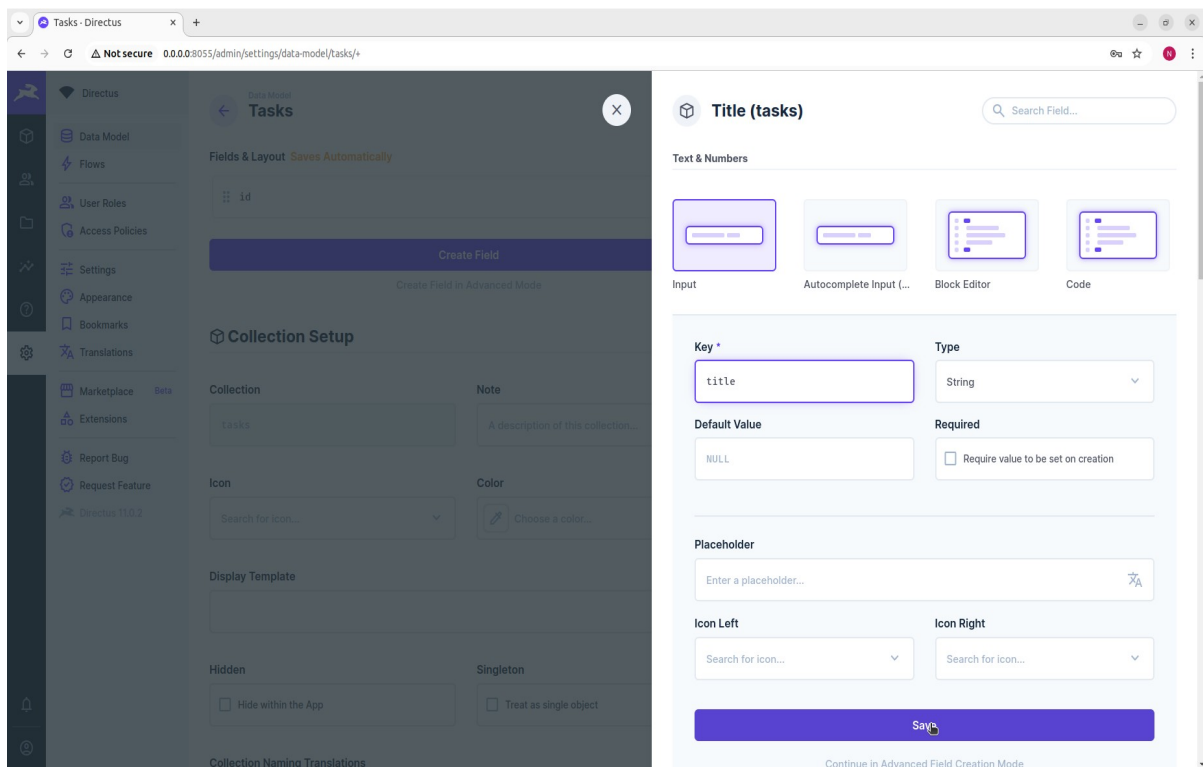 Tasks · Directus
Not secure 0.0.0.0:8055/admin/settings/data-model/tasks/+
N
Directus
Data Model
Flows
User Roles
Access Policies
Settings
Appearance
Bookmarks
Translations
Marketplace Beta
Extensions
Report Bug
Request Feature
Directus 11.0.2
Data Model
Tasks
Fields & Layout Saves Automatically
id
Create Field
Create Field in Advanced Mode
Collection Setup
Collection Note
tasks A description of this collection...
Icon Color
Search for icon... Choose a color...
Display Template
Hidden Singleton
Hide within the App Treat as single object
Collection Naming Translations
Title (tasks)
Search Field...
Text & Numbers
Input Autocomplete Input (... Block Editor Code
Key * Type
title String
Default Value Required
NULL Require value to be set on creation
Placeholder
Enter a placeholder...
Icon Left Icon Right
Search for icon... Search for icon...
Save
Continue in Advanced Field Creation Mode